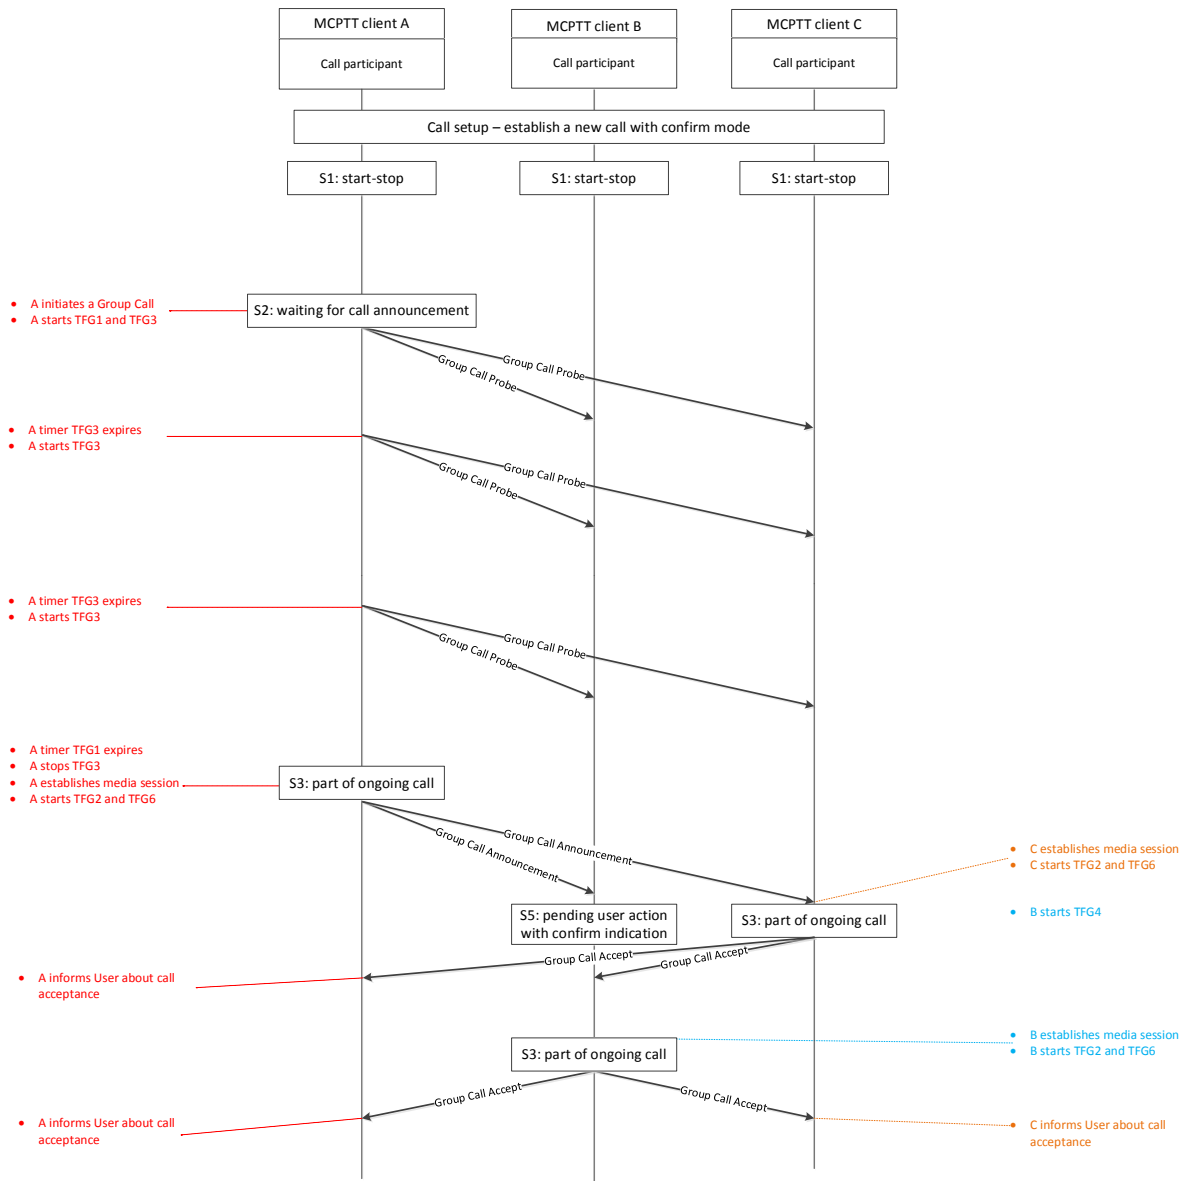 MCPTT client A
MCPTT client B
MCPTT client C
Call participant
Call participant
Call participant
Call setup – establish a new call with confirm mode
S1: start-stop
S1: start-stop
S1: start-stop
• A initiates a Group Call
• A starts TFG1 and TFG3
S2: waiting for call announcement
Group Call Probe
Group Call Probe
• A timer TFG3 expires
• A starts TFG3
Group Call Probe
Group Call Probe
• A timer TFG3 expires
• A starts TFG3
Group Call Probe
Group Call Probe
• A timer TFG1 expires
• A stops TFG3
• A establishes media session
• A starts TFG2 and TFG6
S3: part of ongoing call
Group Call Announcement
Group Call Announcement
• C establishes media session
• C starts TFG2 and TFG6
S5: pending user action
with confirm indication
S3: part of ongoing call
• B starts TFG4
Group Call Accept
Group Call Accept
• A informs User about call
acceptance
S3: part of ongoing call
• B establishes media session
• B starts TFG2 and TFG6
Group Call Accept
Group Call Accept
• A informs User about call
acceptance
• C informs User about call
acceptance